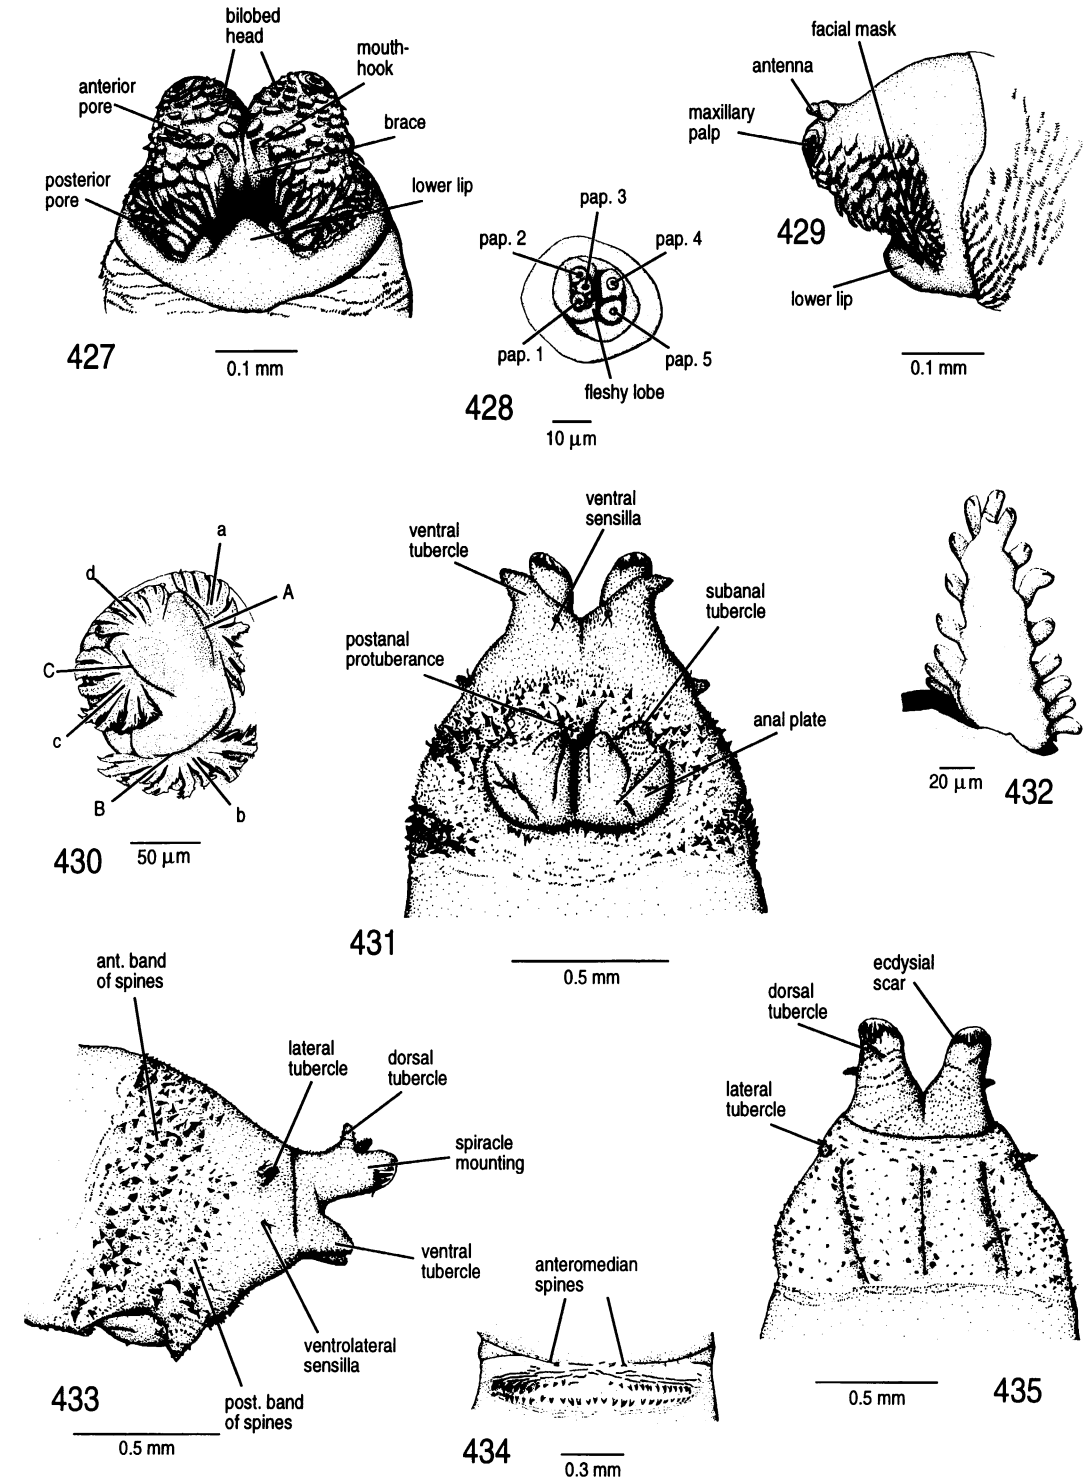 bilobed
head
mouth-
hook
anterior
pore
brace
posterior
pore
lower lip
427
0.1 mm
pap. 3
pap. 2
pap. 4
pap. 1
pap. 5
fleshy lobe
428
10 µm
facial mask
antenna
maxillary
palp
429
lower lip
0.1 mm
a
d
A
C
c
B
b
430
50 µm
ventral
sensilla
ventral
tubercle
subanal
tubercle
postanal
protuberance
anal plate
431
0.5 mm
20 µm
432
ant. band
of spines
lateral
tubercle
dorsal
tubercle
spiracle
mounting
ventral
tubercle
ventrolateral
sensilla
post. band
of spines
433
0.5 mm
anteromedian
spines
434
0.3 mm
ecdysial
scar
dorsal
tubercle
lateral
tubercle
0.5 mm
435